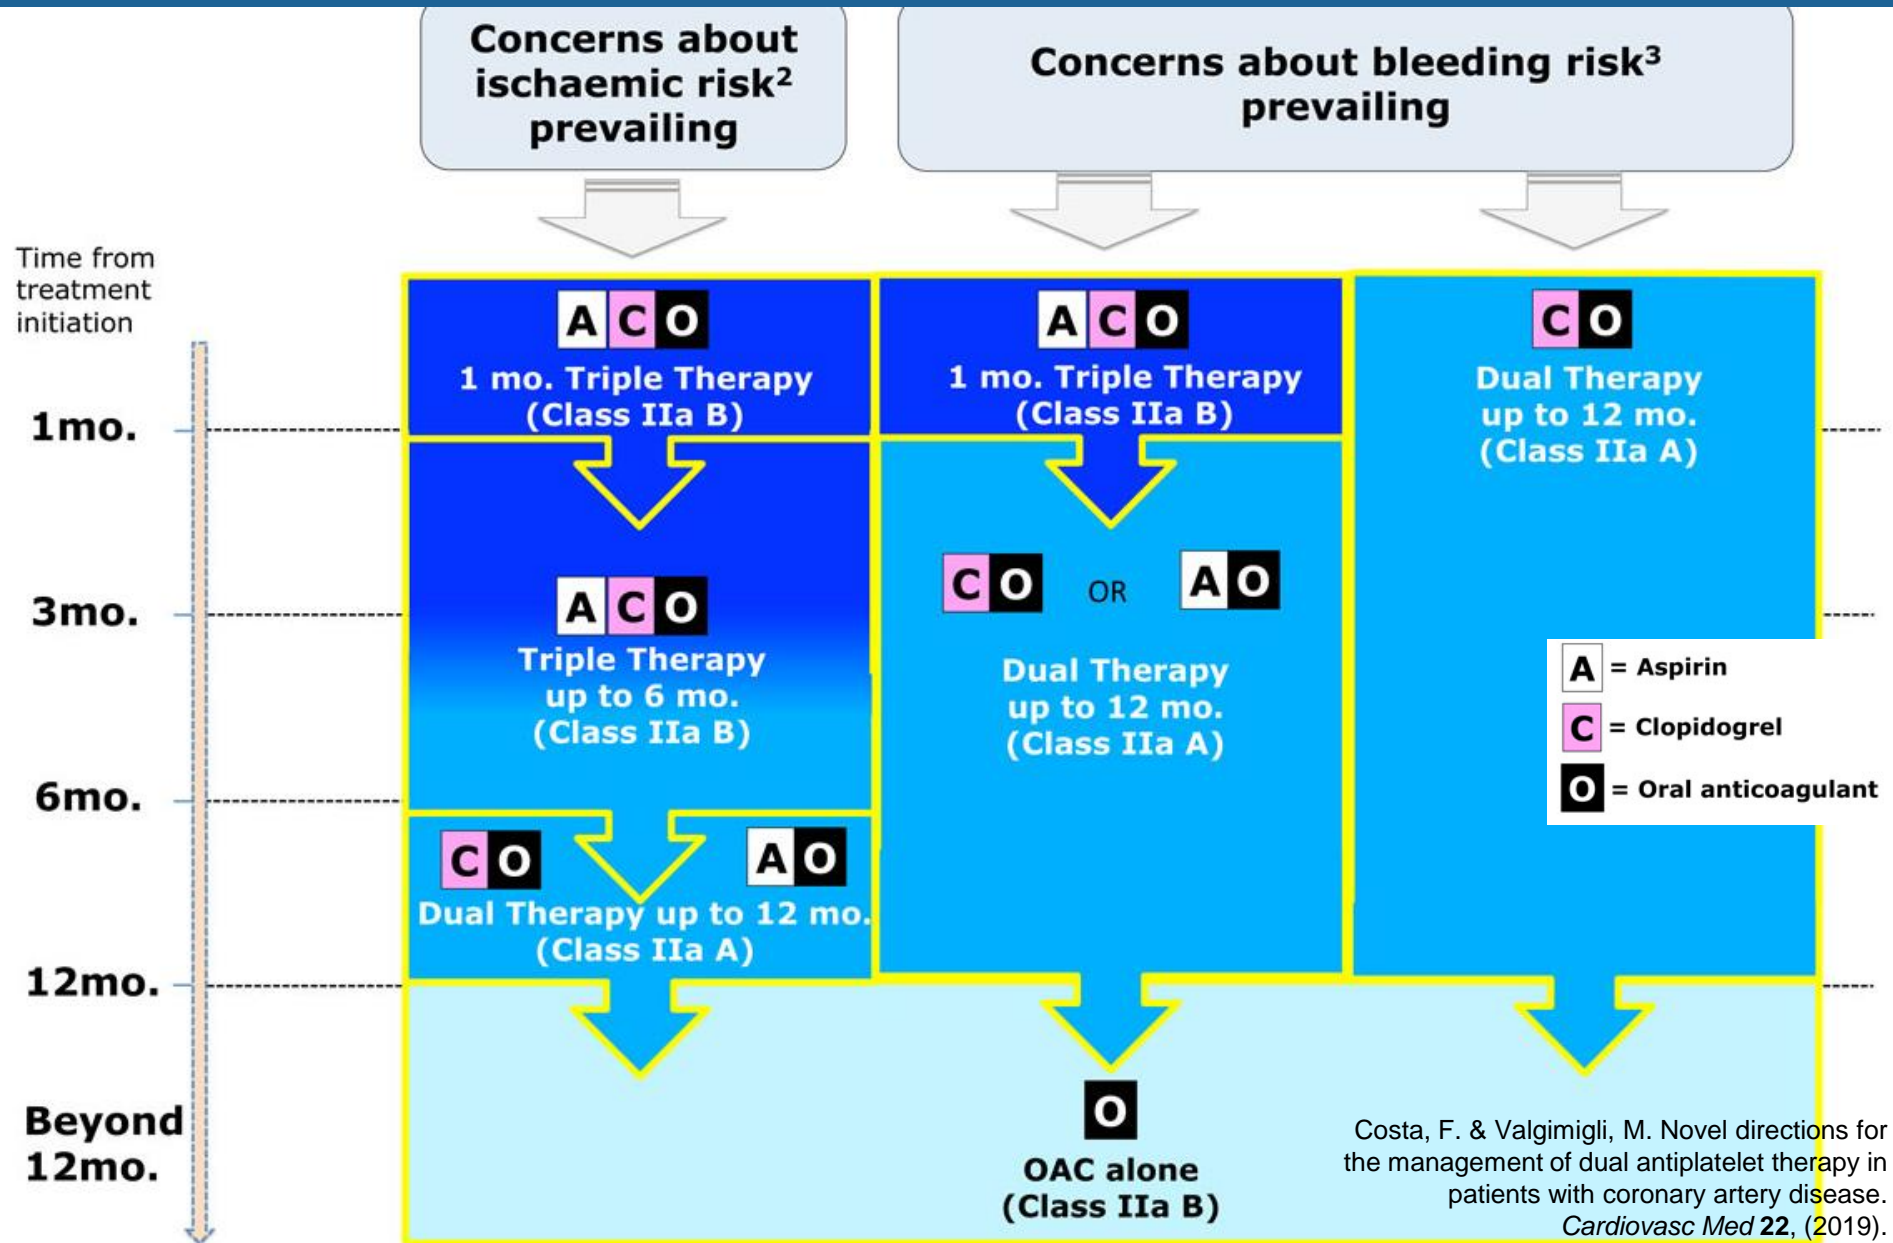 Concerns about
ischaemic risk²
prevailing
Concerns about bleeding risk³
prevailing
Time from
treatment
initiation
1mo.
3mo.
6mo.
12mo.
Beyond
12mo.
A C O
1 mo. Triple Therapy
(Class IIa B)
A C O
Triple Therapy
up to 6 mo.
(Class IIa B)
C O
A O
Dual Therapy up to 12 mo.
(Class IIa A)
A C O
1 mo. Triple Therapy
(Class IIa B)
C O OR A O
Dual Therapy
up to 12 mo.
(Class IIa A)
C O
Dual Therapy
up to 12 mo.
(Class IIa A)
A = Aspirin
C = Clopidogrel
O = Oral anticoagulant
O
OAC alone
(Class IIa B)
Costa, F. & Valgimigli, M. Novel directions for
the management of dual antiplatelet therapy in
patients with coronary artery disease.
Cardiovasc Med 22, (2019).